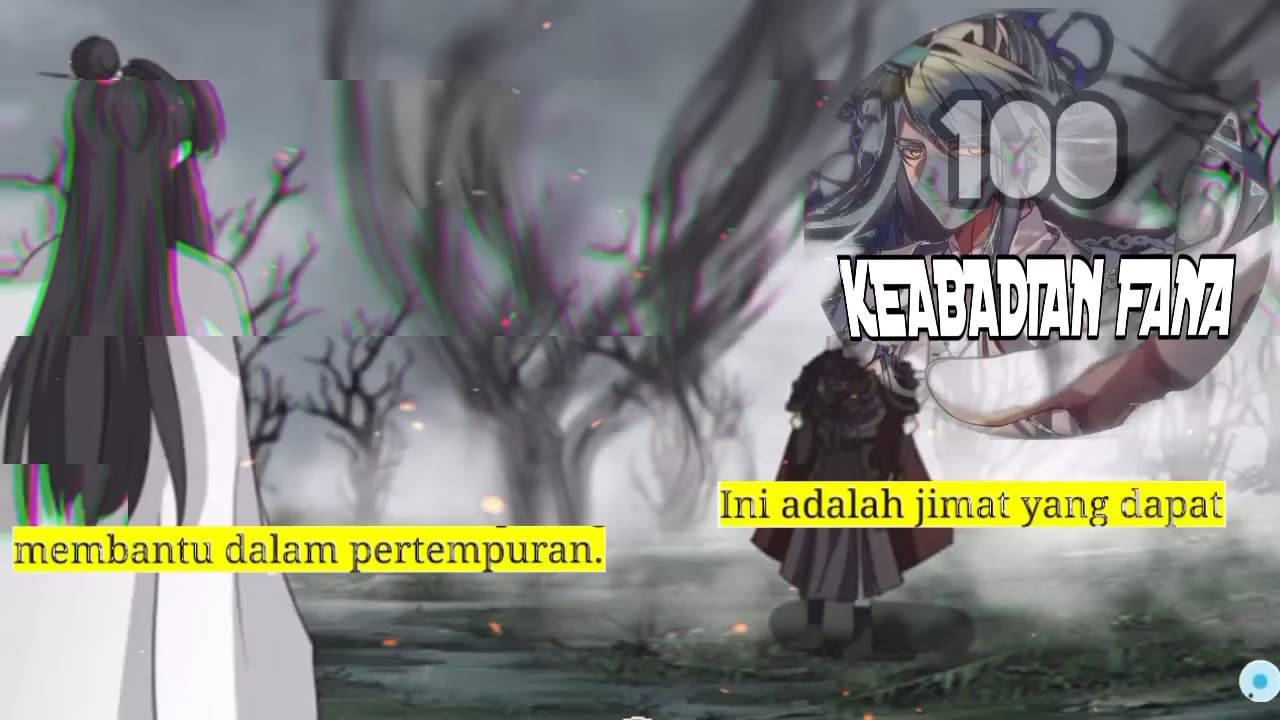 100
KEABADIAN FANA
Ini adalah jimat yang dapat
membantu dalam pertempuran.